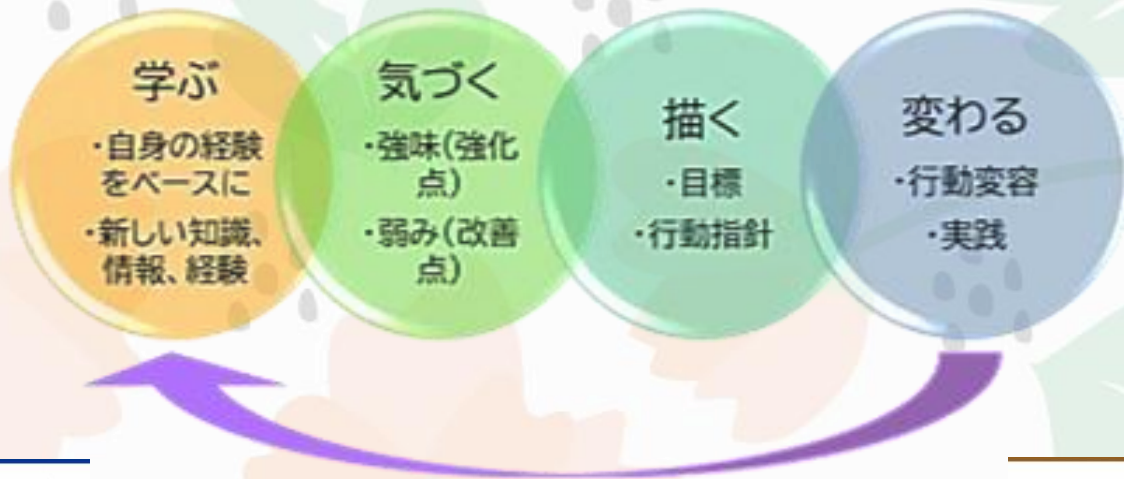 学ぶ
・自身の経験
をベースに
・新しい知識、
情報、経験
気づく
・強味(強化
点)
・弱み(改善
点)
描く
・目標
・行動指針
変わる
・行動変容
・実践